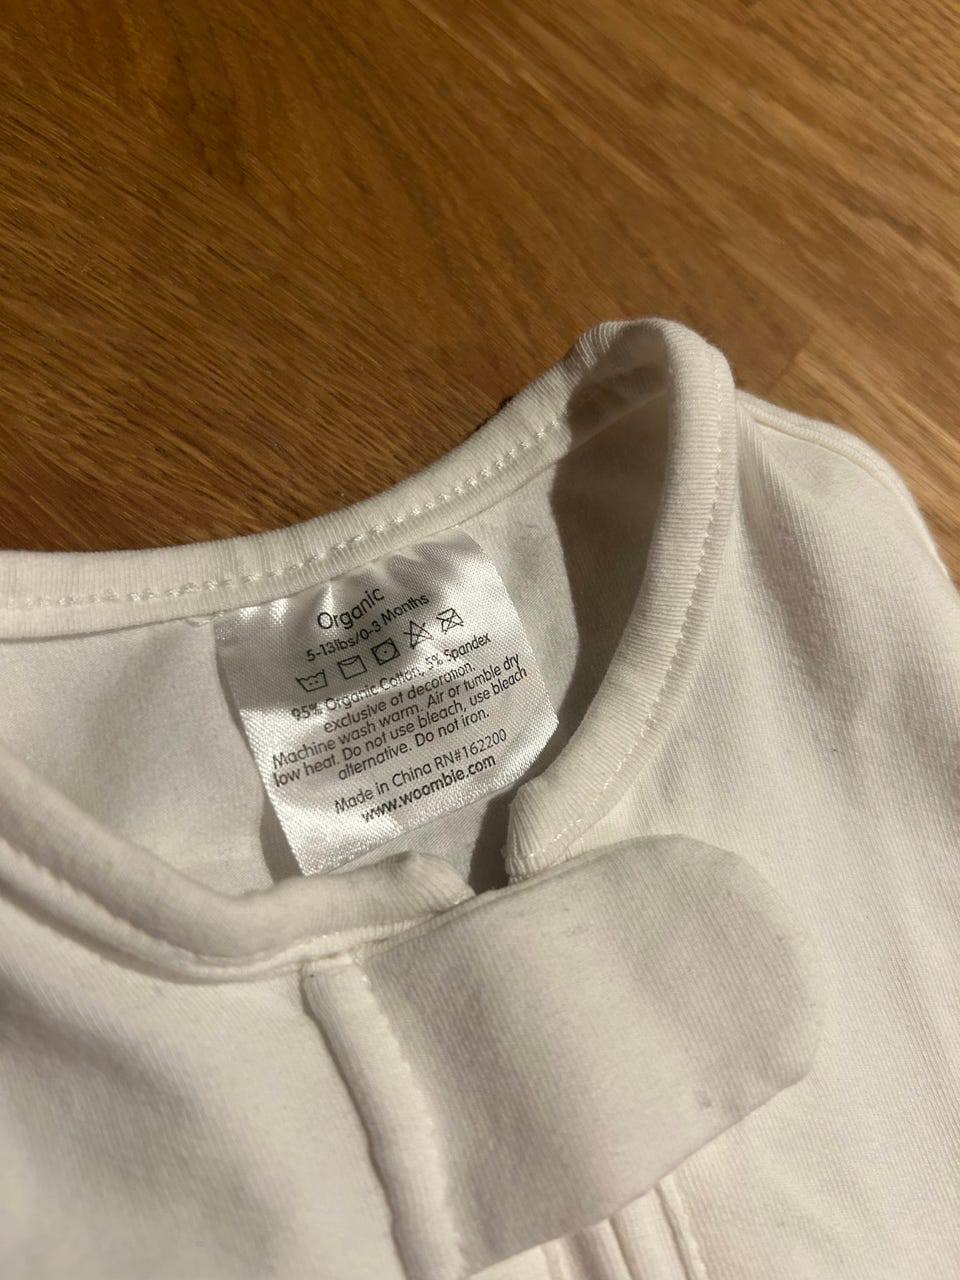 Organic
5-13lbs/0-3 Months
95% Organic Cotton, 5% Spandex
exclusive of decoration.
Machine wash warm. Air or tumble dry
low heat. Do not use bleach, use bleach
alternative. Do not iron.
Made in China RN#162200
www.woombie.com